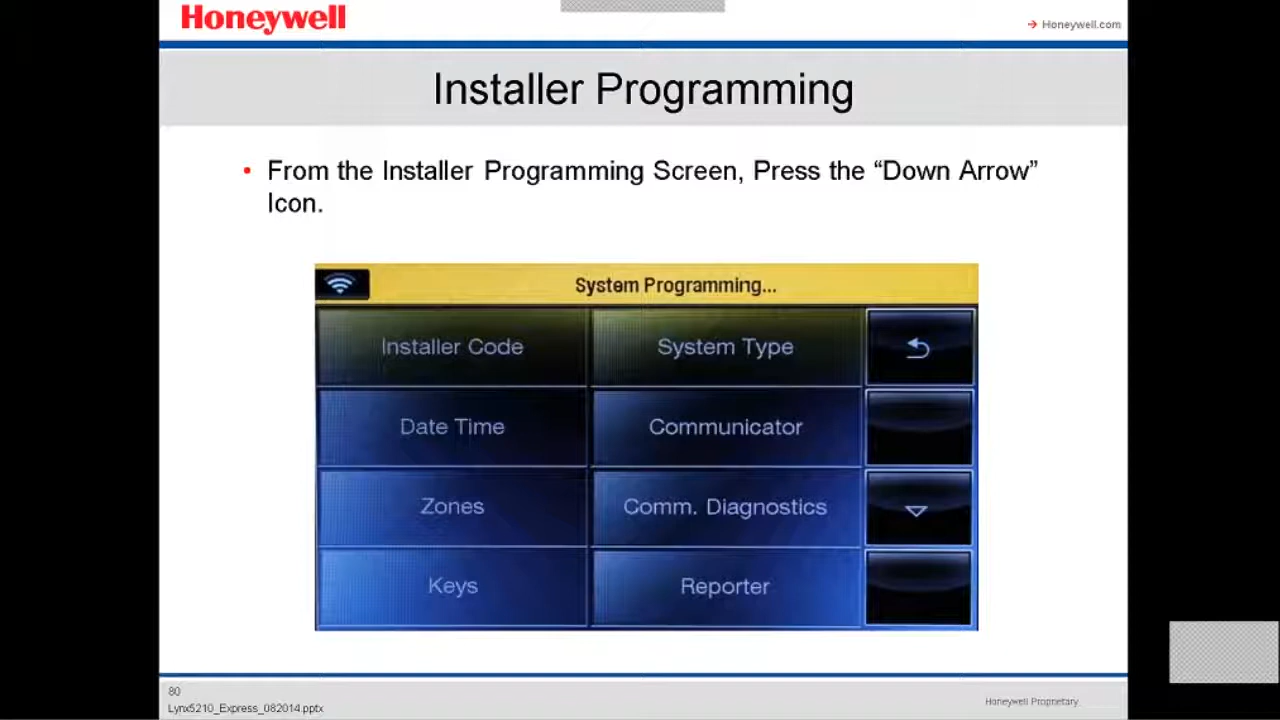 Honeywell
Honeywell.com
Installer Programming
• From the Installer Programming Screen, Press the “Down Arrow”
Icon.
System Programming...
Installer Code
System Type
Date Time
Communicator
Zones
Comm. Diagnostics
Keys
Reporter
80
Lynx5210_Express_082014.pptx
Honeywell Proprietary